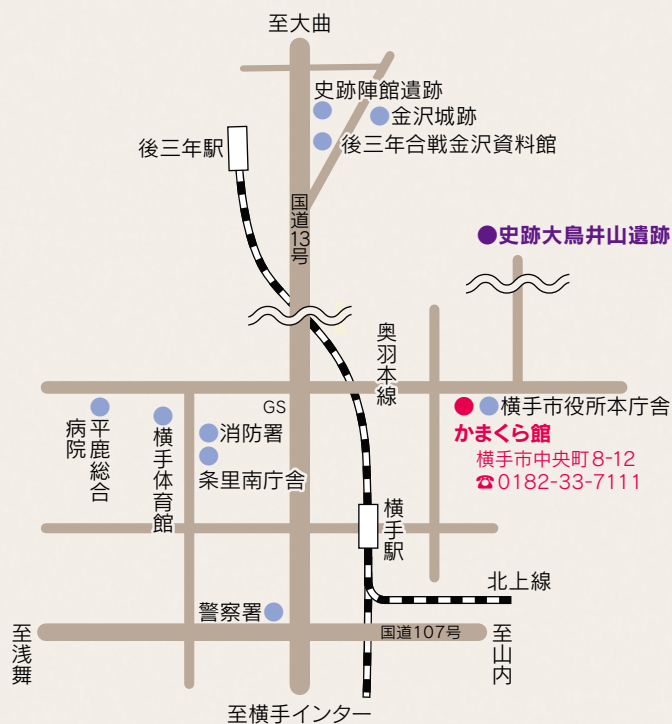 至大曲
史跡陣館遺跡
金沢城跡
後三年合戦金沢資料館
後三年駅
国道13号
史跡大鳥井山遺跡
奥羽本線
GS
横手市役所本庁舎
かまくら館
横手市中央町8-12
☎0182-33-7111
平鹿総合
病院
横手体育館
消防署
条里南庁舎
横手駅
北上線
警察署
国道107号
至浅舞
至山内
至横手インター